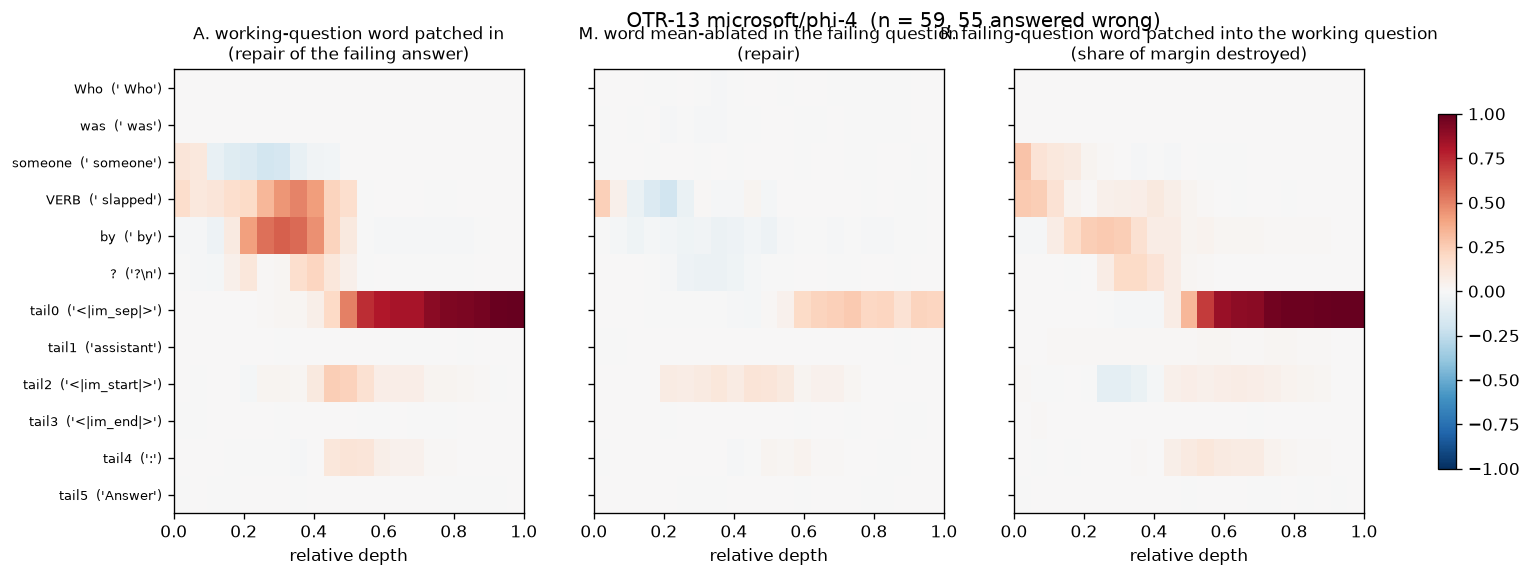 OTR-13 microsoft/phi-4  (n = 59, 55 answered wrong)
A. working-question word patched in
(repair of the failing answer)
M. word mean-ablated in the failing question
(repair)
failing-question word patched into the working question
(share of margin destroyed)
Who  (' Who')
was  (' was')
someone  (' someone')
VERB  (' slapped')
by  (' by')
?  ('?\n')
tail0  ('<|im_sep|>')
tail1  ('assistant')
tail2  ('<|im_start|>')
tail3  ('<|im_end|>')
tail4  (':')
tail5  ('Answer')
0.0 0.2 0.4 0.6 0.8 1.0
relative depth
0.0 0.2 0.4 0.6 0.8 1.0
relative depth
0.0 0.2 0.4 0.6 0.8 1.0
relative depth
1.00
0.75
0.50
0.25
0.00
−0.25
−0.50
−0.75
−1.00